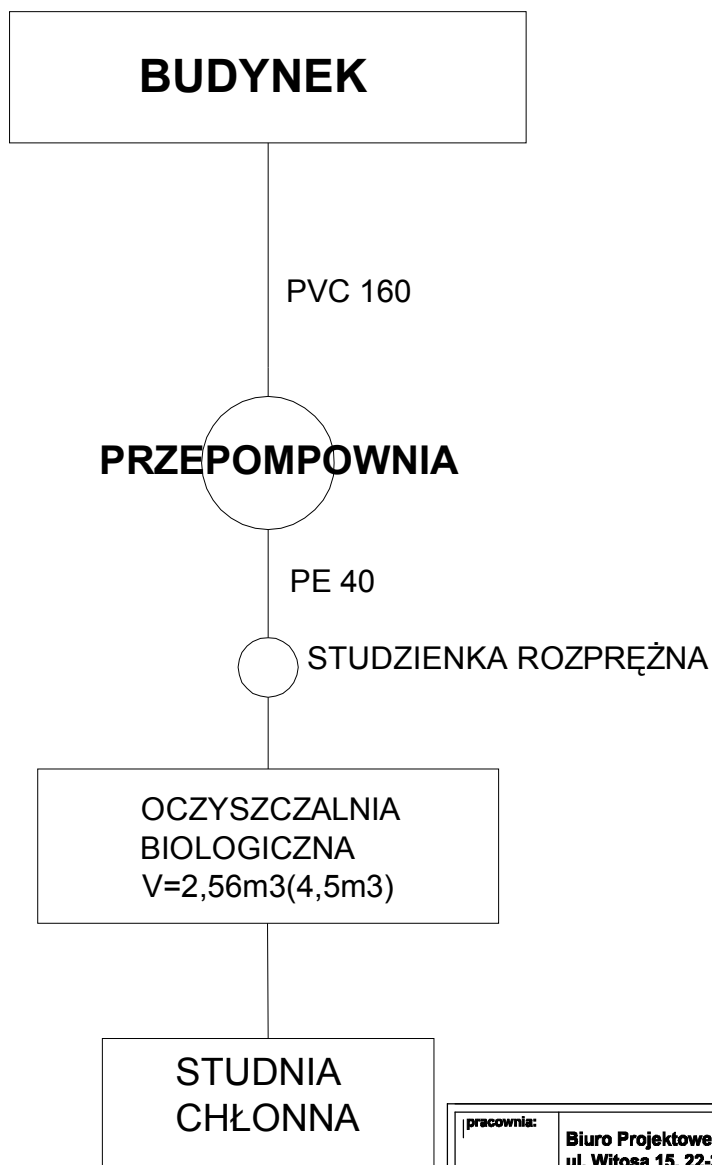 BUDYNEK
PVC 160
PRZEPOMPOWNIA
PE 40
STUDZIENKA ROZPRĘŻNA
OCZYSZCZALNIA
BIOLOGICZNA
V=2,56m3(4,5m3)
STUDNIA
CHŁONNA
pracownia:
Biuro Projektowe
ul. Witosa 15, 22-